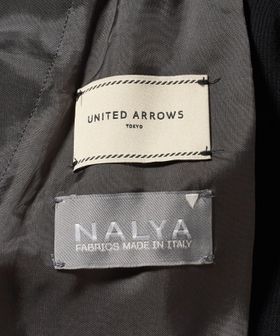 UNITED ARROWS
TOKYO
NALYA
FABRICS MADE IN ITALY